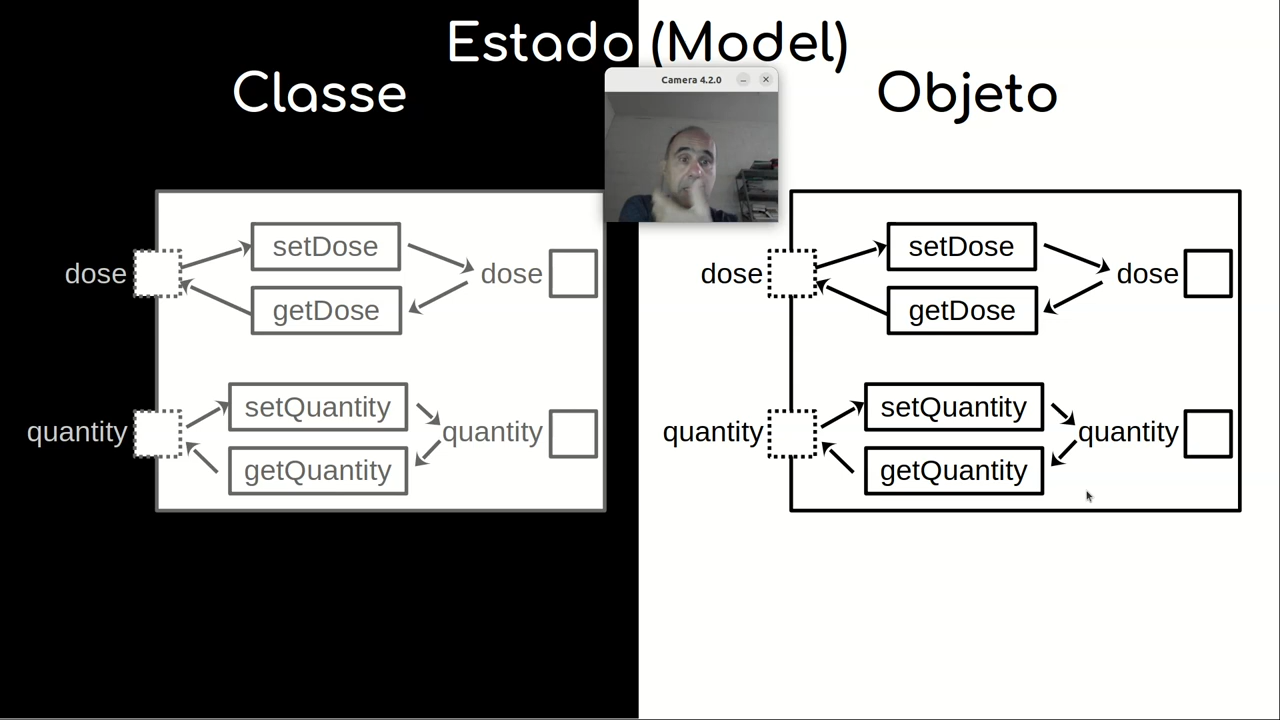 Estado (Model)
Classe
Objeto
Camera 4.2.0
dose
setDose
getDose
dose
quantity
setQuantity
getQuantity
quantity
dose
setDose
getDose
dose
quantity
setQuantity
getQuantity
quantity